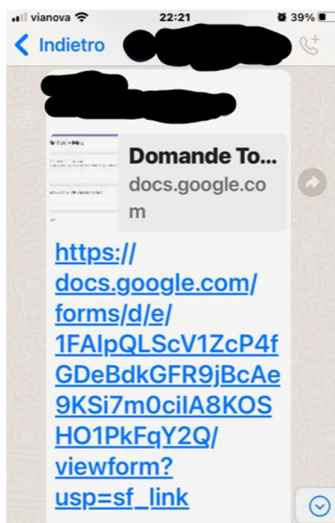 vianova 22:21 39%
Indietro
Domande To...
docs.google.co
m
https://
docs.google.com/
forms/d/e/
1FAIpQLScV1ZcP4f
GDeBdkGFR9jBcAe
9KSi7m0cilA8KOS
HO1PkFqY2Q/
viewform?
usp=sf_link